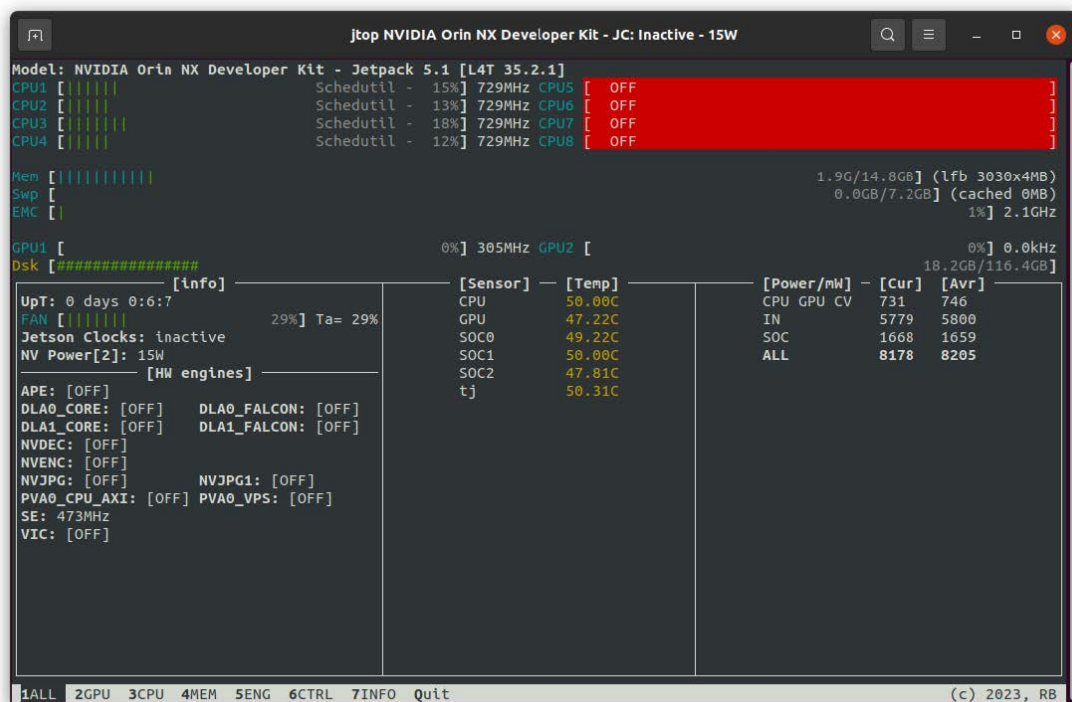 jtop NVIDIA Orin NX Developer Kit - JC: Inactive - 15W
Model: NVIDIA Orin NX Developer Kit - Jetpack 5.1 [L4T 35.2.1]
CPU1 [|||||| Schedutil - 15%] 729MHz CPU5 [ OFF ]
CPU2 [||||| Schedutil - 13%] 729MHz CPU6 [ OFF ]
CPU3 [||||||| Schedutil - 18%] 729MHz CPU7 [ OFF ]
CPU4 [||||| Schedutil - 12%] 729MHz CPU8 [ OFF ]
Mem [||||||||||| 1.9G/14.8GB] (lfb 3030x4MB)
Swp [ 0.0GB/7.2GB] (cached 0MB)
EMC [| 1%] 2.1GHz
GPU1 [ 0%] 305MHz GPU2 [ 0%] 0.0kHz
Dsk [################ 18.2GB/116.4GB]
[info] [Sensor] [Temp] [Power/mW] [Cur] [Avr]
UpT: 0 days 0:6:7 CPU 50.00C CPU GPU CV 731 746
FAN [||||||| 29%] Ta= 29% GPU 47.22C IN 5779 5800
Jetson Clocks: inactive SOC0 49.22C SOC 1668 1659
NV Power[2]: 15W SOC1 50.00C ALL 8178 8205
[HW engines] SOC2 47.81C
APE: [OFF] tj 50.31C
DLA0_CORE: [OFF] DLA0_FALCON: [OFF]
DLA1_CORE: [OFF] DLA1_FALCON: [OFF]
NVDEC: [OFF]
NVENC: [OFF]
NVJPG: [OFF] NVJPG1: [OFF]
PVA0_CPU_AXI: [OFF] PVA0_VPS: [OFF]
SE: 473MHz
VIC: [OFF]
1ALL 2GPU 3CPU 4MEM 5ENG 6CTRL 7INFO Quit (c) 2023, RB